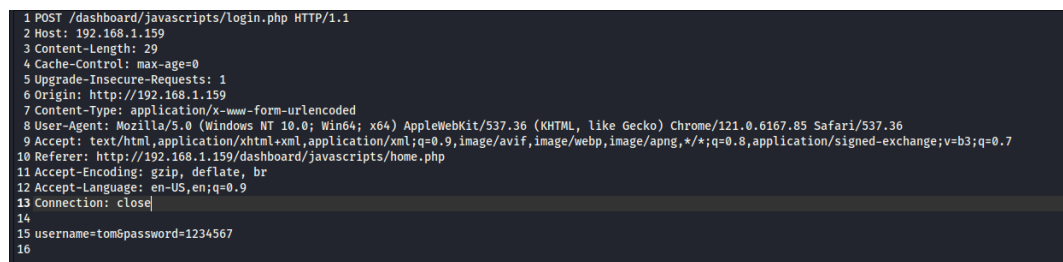 1 POST /dashboard/javascripts/login.php HTTP/1.1
2 Host: 192.168.1.159
3 Content-Length: 29
4 Cache-Control: max-age=0
5 Upgrade-Insecure-Requests: 1
6 Origin: http://192.168.1.159
7 Content-Type: application/x-www-form-urlencoded
8 User-Agent: Mozilla/5.0 (Windows NT 10.0; Win64; x64) AppleWebKit/537.36 (KHTML, like Gecko) Chrome/121.0.6167.85 Safari/537.36
9 Accept: text/html,application/xhtml+xml,application/xml;q=0.9,image/avif,image/webp,image/apng,*/*;q=0.8,application/signed-exchange;v=b3;q=0.7
10 Referer: http://192.168.1.159/dashboard/javascripts/home.php
11 Accept-Encoding: gzip, deflate, br
12 Accept-Language: en-US,en;q=0.9
13 Connection: close
14
15 username=tom&password=1234567
16